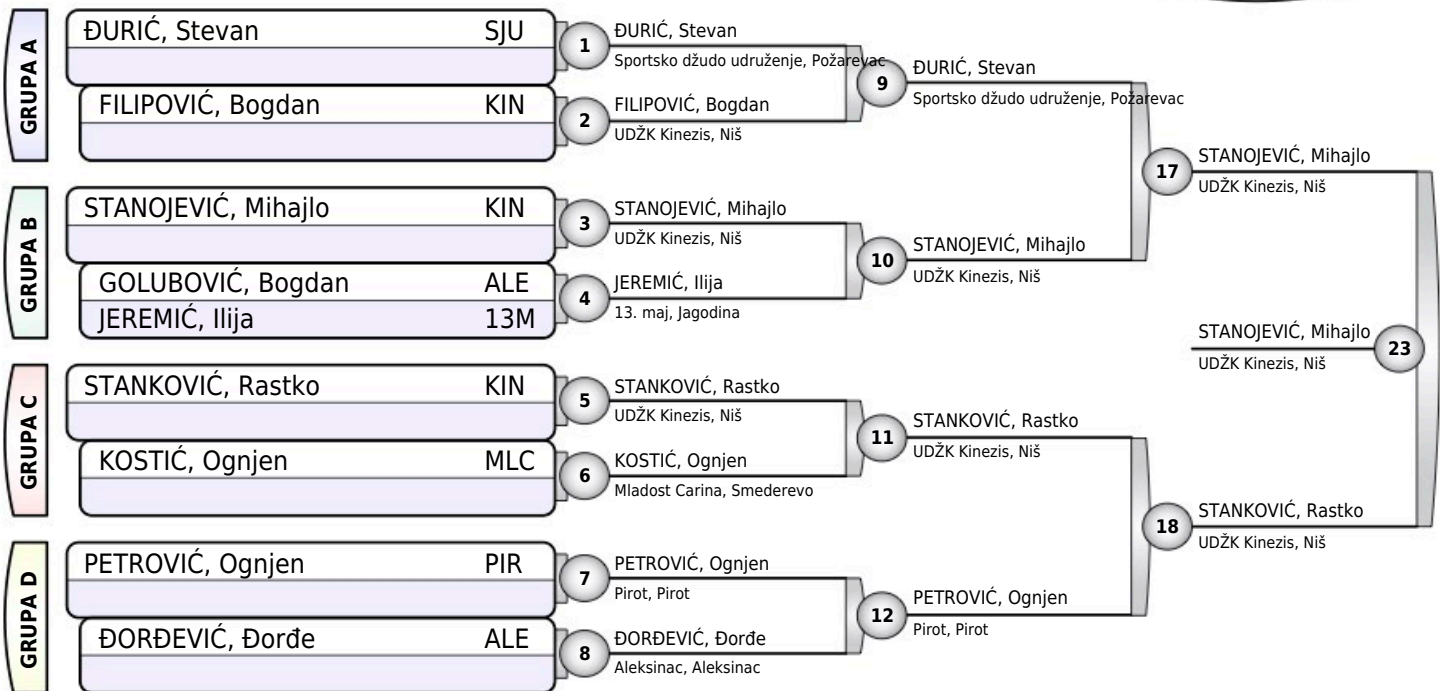 GRUPA A
ĐURIĆ, Stevan SJU
FILIPOVIĆ, Bogdan KIN
GRUPA B
STANOJEVIĆ, Mihajlo KIN
GOLUBOVIĆ, Bogdan ALE
JEREMIĆ, Ilija 13M
GRUPA C
STANKOVIĆ, Rastko KIN
KOSTIĆ, Ognjen MLC
GRUPA D
PETROVIĆ, Ognjen PIR
ĐORĐEVIĆ, Đorđe ALE
1
ĐURIĆ, Stevan
Sportsko džudo udruženje, Požarevac
2
FILIPOVIĆ, Bogdan
UDŽK Kinezis, Niš
3
STANOJEVIĆ, Mihajlo
UDŽK Kinezis, Niš
4
JEREMIĆ, Ilija
13. maj, Jagodina
5
STANKOVIĆ, Rastko
UDŽK Kinezis, Niš
6
KOSTIĆ, Ognjen
Mladost Carina, Smederevo
7
PETROVIĆ, Ognjen
Pirot, Pirot
8
ĐORĐEVIĆ, Đorđe
Aleksinac, Aleksinac
9
ĐURIĆ, Stevan
Sportsko džudo udruženje, Požarevac
10
STANOJEVIĆ, Mihajlo
UDŽK Kinezis, Niš
11
STANKOVIĆ, Rastko
UDŽK Kinezis, Niš
12
PETROVIĆ, Ognjen
Pirot, Pirot
17
STANOJEVIĆ, Mihajlo
UDŽK Kinezis, Niš
18
STANKOVIĆ, Rastko
UDŽK Kinezis, Niš
STANOJEVIĆ, Mihajlo
UDŽK Kinezis, Niš
23